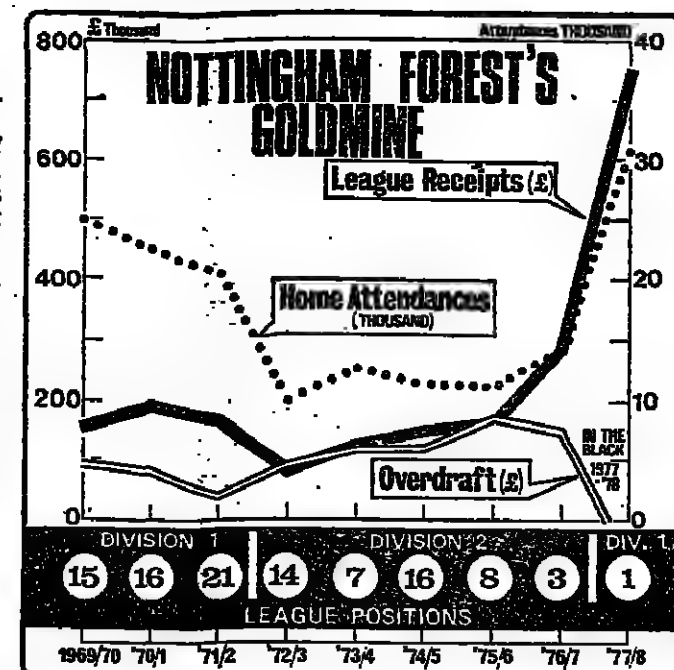 £ Thousand
Attendances THOUSAND
800
40
NOTTINGHAM FOREST'S
GOLDMINE
600
30
League Receipts (£)
400
20
Home Attendances
(THOUSAND)
200
10
IN THE
BLACK
1977
'78
Overdraft (£)
0
0
DIVISION 1
DIVISION 2
DIV. 1
15 16 21 14 7 16 8 3 1
LEAGUE POSITIONS
1969/70 '70/1 '71/2 '72/3 '73/4 '74/5 '75/6 '76/7 '77/8